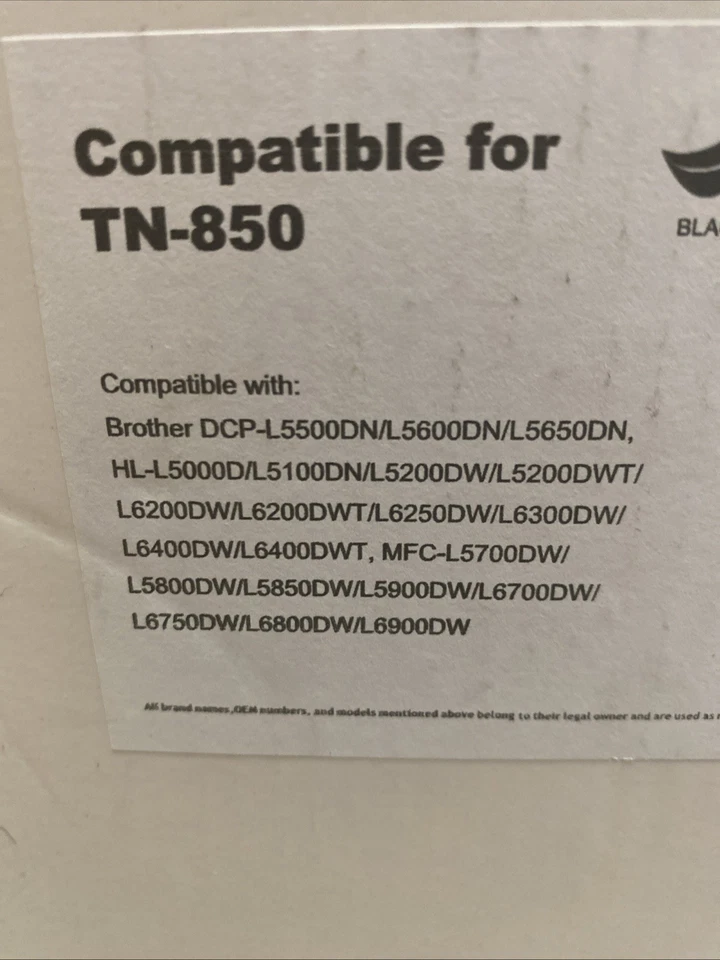 Compatible for
TN-850
BLA
Compatible with:
Brother DCP-L5500DN/L5600DN/L5650DN,
HL-L5000D/L5100DN/L5200DW/L5200DWT/
L6200DW/L6200DWT/L6250DW/L6300DW/
L6400DW/L6400DWT, MFC-L5700DW/
L5800DW/L5850DW/L5900DW/L6700DW/
L6750DW/L6800DW/L6900DW
All brand names,OEM numbers, and models mentioned above belong to their legal owner and are used as